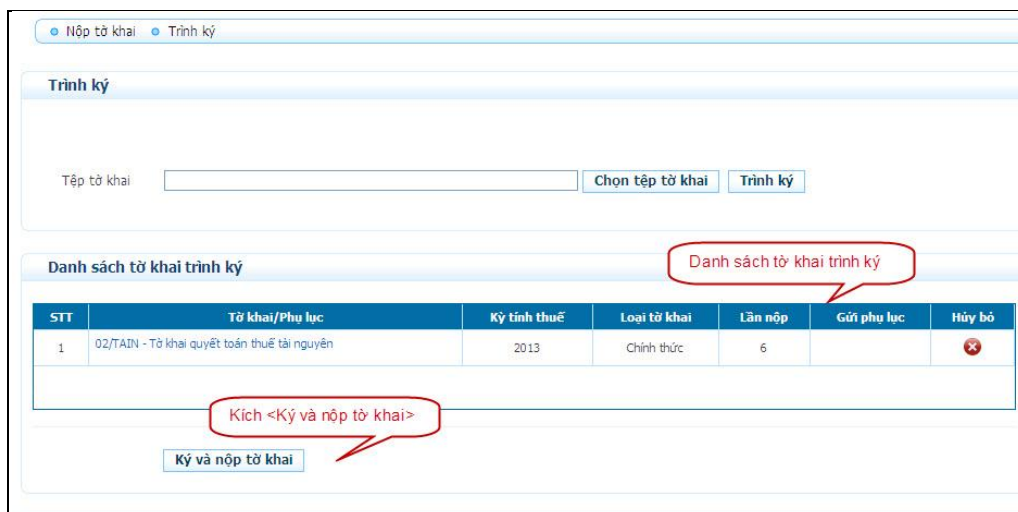 Nộp tờ khai Trình ký
Trình ký
Tệp tờ khai Chọn tệp tờ khai Trình ký
Danh sách tờ khai trình ký
Danh sách tờ khai trình ký
STT Tờ khai/Phụ lục Kỳ tính thuế Loại tờ khai Lần nộp Gửi phụ lục Hủy bỏ
1 02/TAIN - Tờ khai quyết toán thuế tài nguyên 2013 Chính thức 6
Kích <Ký và nộp tờ khai>
Ký và nộp tờ khai